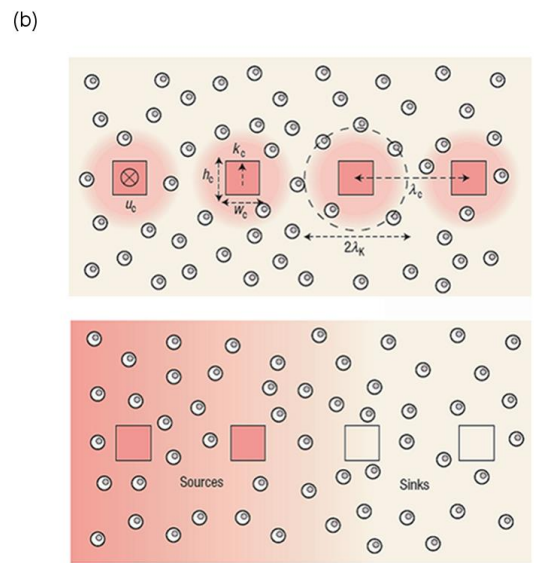 (b)
k_c
h_c
u_c
w_c
λ_c
2λ_K
Sources
Sinks